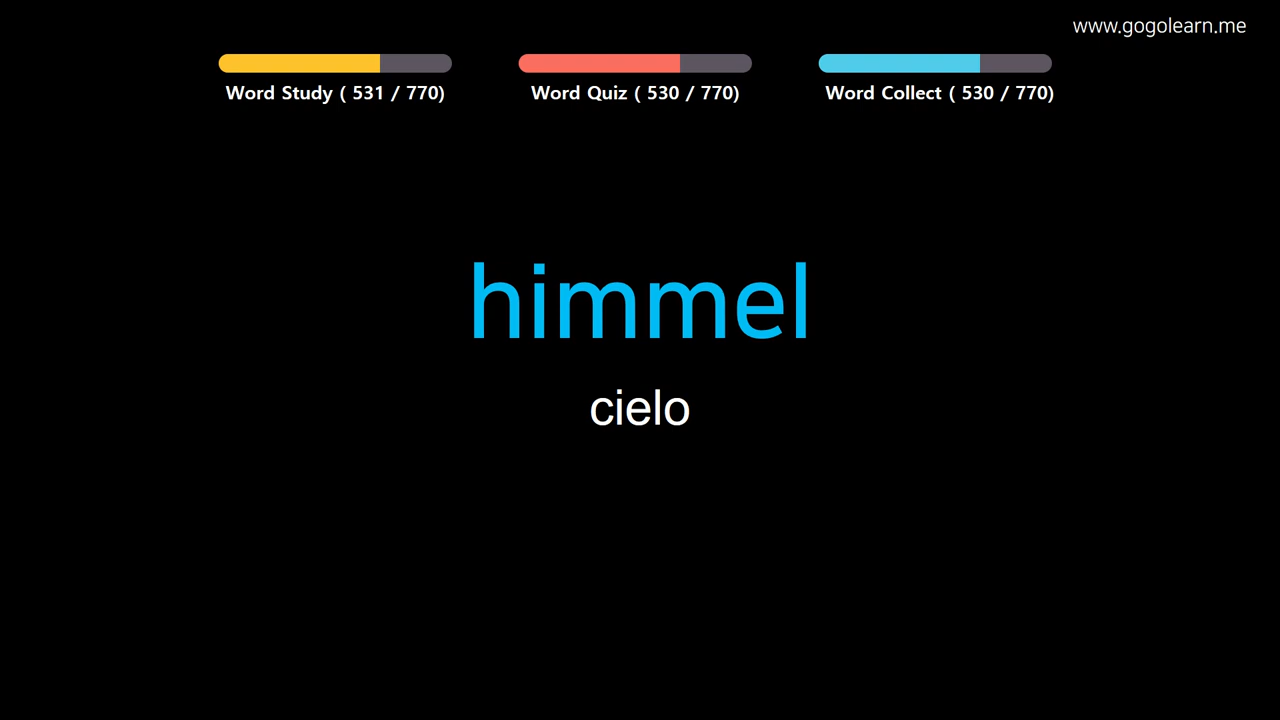 www.gogolearn.me
Word Study ( 531 / 770)
Word Quiz ( 530 / 770)
Word Collect ( 530 / 770)
himmel
cielo